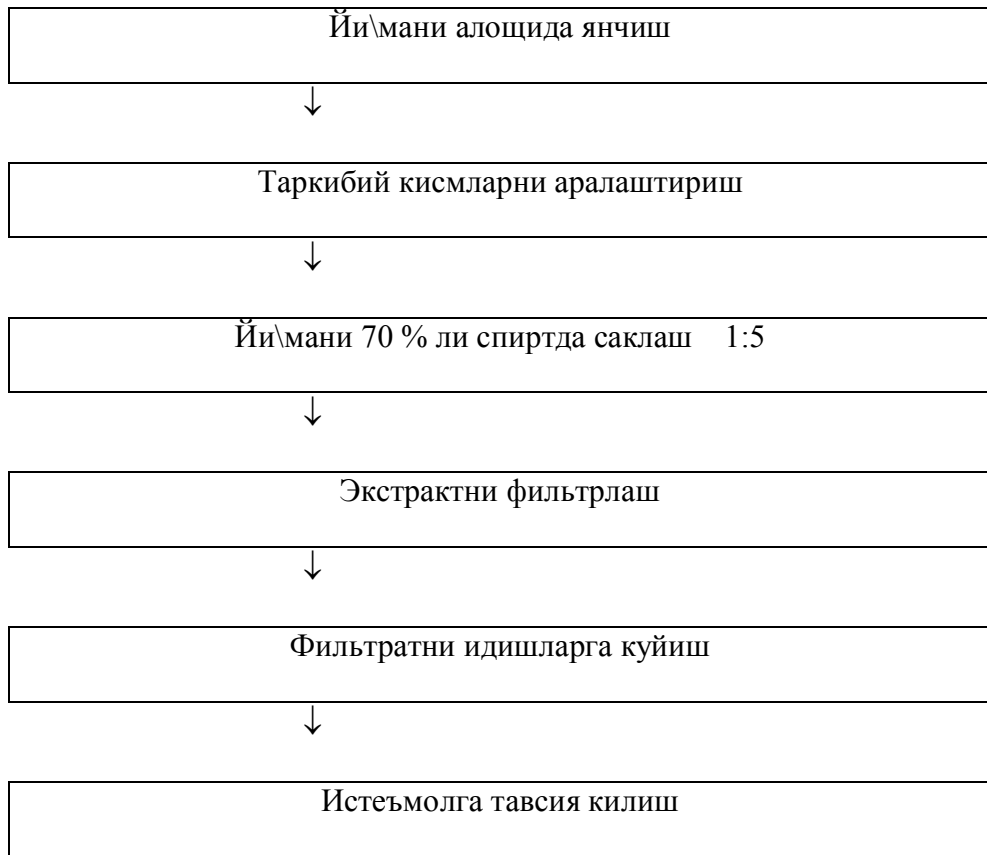 Йи\мани алощида янчиш
↓
Таркибий кисмларни аралаштириш
↓
Йи\мани 70 % ли спиртда саклаш 1:5
↓
Экстрактни фильтрлаш
↓
Фильтратни идишларга куйиш
↓
Истеъмолга тавсия килиш